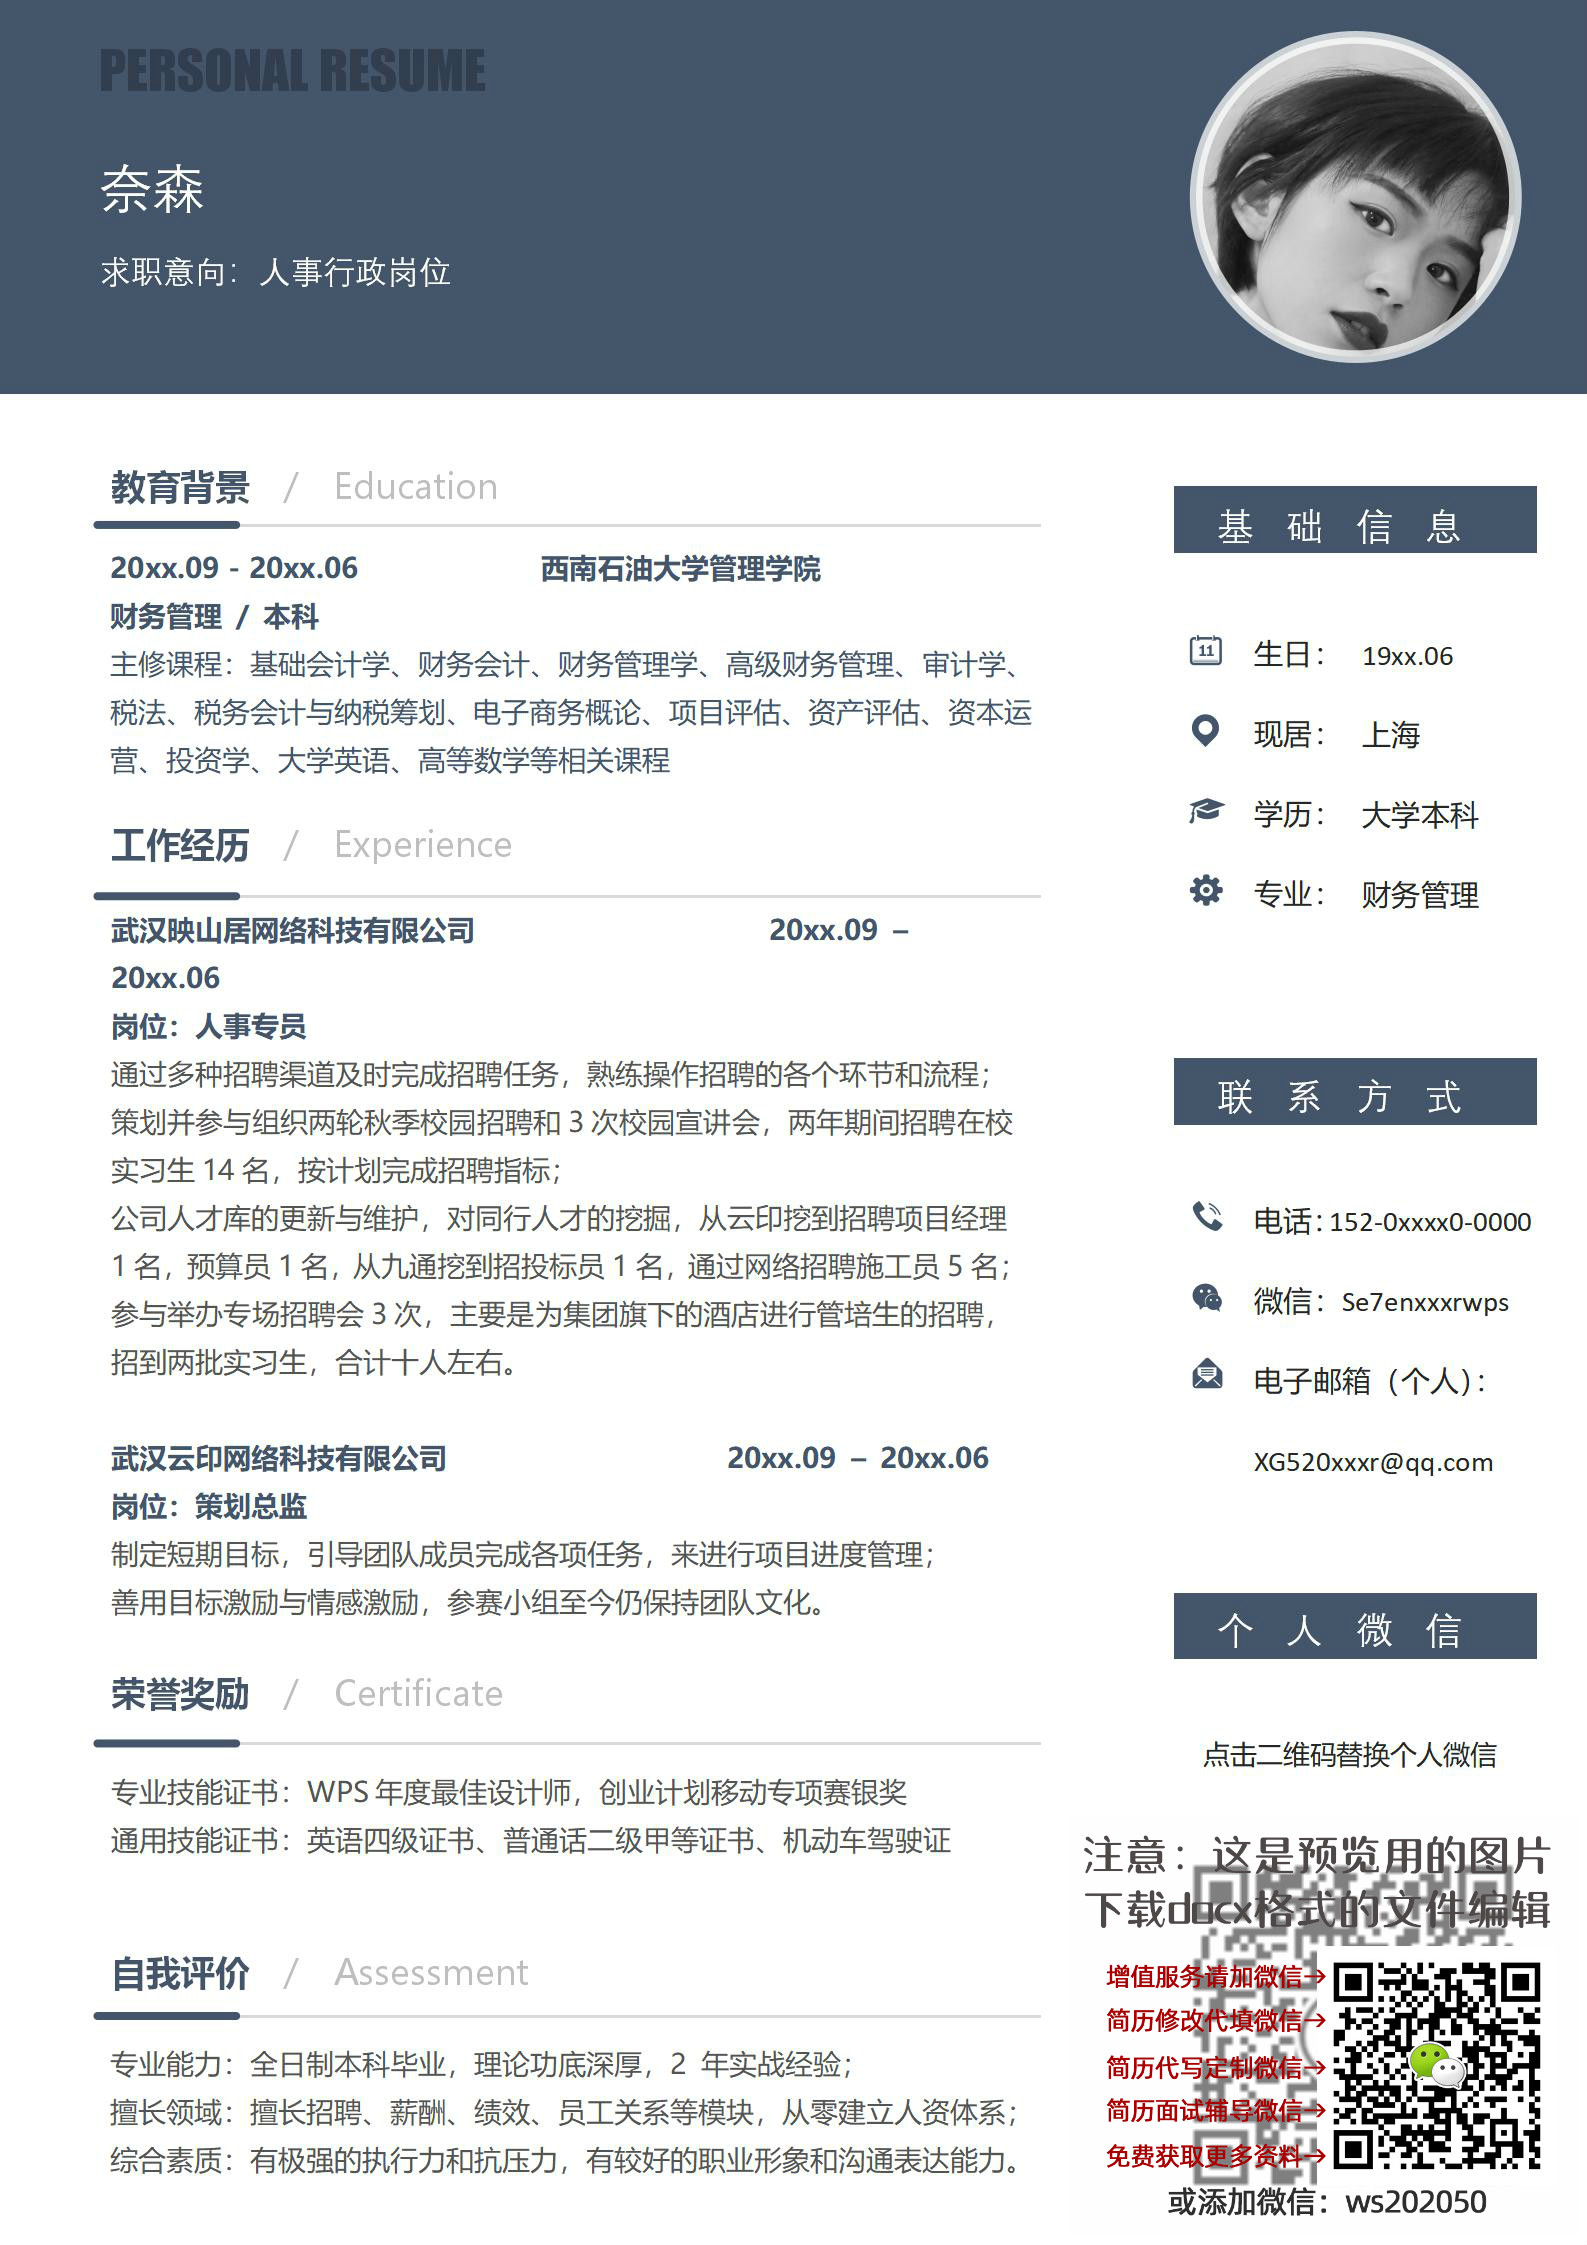 PERSONAL RESUME
奈森
求职意向：人事行政岗位
教育背景 / Education
20xx.09 - 20xx.06 西南石油大学管理学院
财务管理 / 本科
主修课程：基础会计学、财务会计、财务管理学、高级财务管理、审计学、
税法、税务会计与纳税筹划、电子商务概论、项目评估、资产评估、资本运
营、投资学、大学英语、高等数学等相关课程
工作经历 / Experience
武汉映山居网络科技有限公司 20xx.09 –
20xx.06
岗位：人事专员
通过多种招聘渠道及时完成招聘任务，熟练操作招聘的各个环节和流程；
策划并参与组织两轮秋季校园招聘和 3 次校园宣讲会，两年期间招聘在校
实习生 14 名，按计划完成招聘指标；
公司人才库的更新与维护，对同行人才的挖掘，从云印挖到招聘项目经理
1 名，预算员 1 名，从九通挖到招投标员 1 名，通过网络招聘施工员 5 名；
参与举办专场招聘会 3 次，主要是为集团旗下的酒店进行管培生的招聘，
招到两批实习生，合计十人左右。
武汉云印网络科技有限公司 20xx.09 – 20xx.06
岗位：策划总监
制定短期目标，引导团队成员完成各项任务，来进行项目进度管理；
善用目标激励与情感激励，参赛小组至今仍保持团队文化。
荣誉奖励 / Certificate
专业技能证书：WPS 年度最佳设计师，创业计划移动专项赛银奖
通用技能证书：英语四级证书、普通话二级甲等证书、机动车驾驶证
自我评价 / Assessment
专业能力：全日制本科毕业，理论功底深厚，2 年实战经验；
擅长领域：擅长招聘、薪酬、绩效、员工关系等模块，从零建立人资体系；
综合素质：有极强的执行力和抗压力，有较好的职业形象和沟通表达能力。
基础信息
11
生日： 19xx.06
现居： 上海
学历： 大学本科
专业： 财务管理
联系方式
电话：152-0xxxx0-0000
微信：Se7enxxxrwps
电子邮箱（个人）：
XG520xxxr@qq.com
个人微信
点击二维码替换个人微信
注意：这是预览用的图片
下载docx格式的文件编辑
增值服务请加微信→
简历修改代填微信→
简历代写定制微信→
简历面试辅导微信→
免费获取更多资料→
或添加微信：ws202050